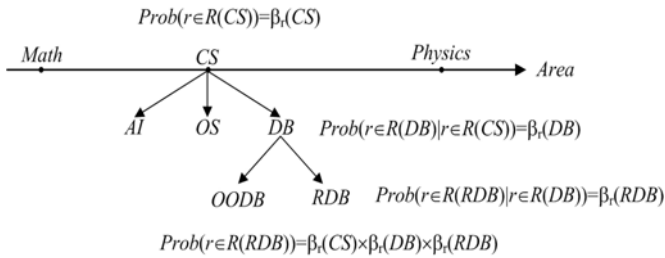 Prob(r∈R(CS))=βr(CS)
Math CS Physics
Area
AI OS DB Prob(r∈R(DB)|r∈R(CS))=βr(DB)
OODB RDB Prob(r∈R(RDB)|r∈R(DB))=βr(RDB)
Prob(r∈R(RDB))=βr(CS)×βr(DB)×βr(RDB)